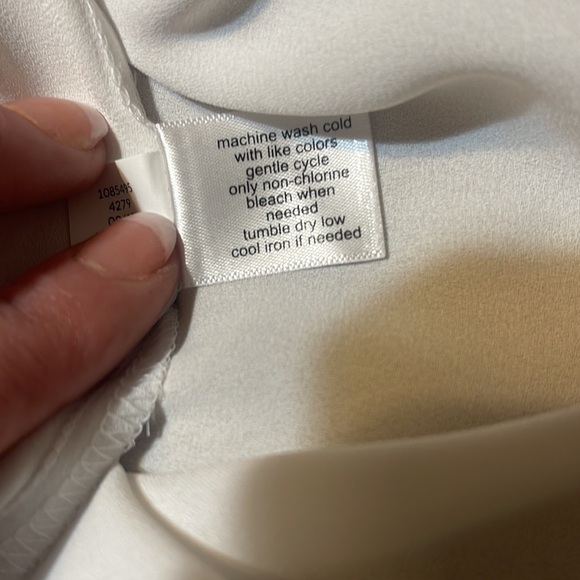 machine wash cold
with like colors
gentle cycle
only non-chlorine
bleach when
needed
tumble dry low
cool iron if needed
4279